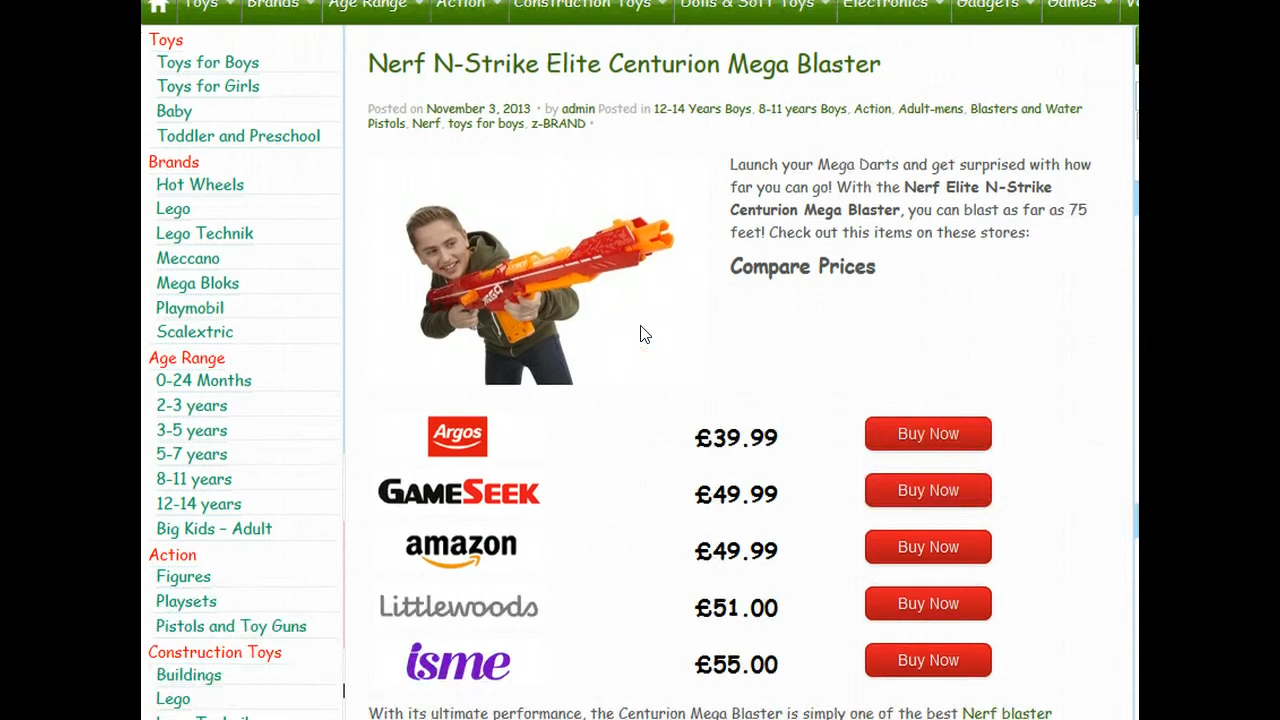 Toys Brands Age Range Action Construction Toys Dolls & Soft Toys Electronics Gadgets Games
Toys
Toys for Boys
Toys for Girls
Baby
Toddler and Preschool
Brands
Hot Wheels
Lego
Lego Technik
Meccano
Mega Bloks
Playmobil
Scalextric
Age Range
0-24 Months
2-3 years
3-5 years
5-7 years
8-11 years
12-14 years
Big Kids – Adult
Action
Figures
Playsets
Pistols and Toy Guns
Construction Toys
Buildings
Lego
Nerf N-Strike Elite Centurion Mega Blaster
Posted on November 3, 2013 • by admin Posted in 12-14 Years Boys, 8-11 years Boys, Action, Adult-mens, Blasters and Water
Pistols, Nerf, toys for boys, z-BRAND •
MEGA
Launch your Mega Darts and get surprised with how
far you can go! With the Nerf Elite N-Strike
Centurion Mega Blaster, you can blast as far as 75
feet! Check out this items on these stores:
Compare Prices
Argos £39.99 Buy Now
GAMESEEK £49.99 Buy Now
amazon £49.99 Buy Now
Littlewoods £51.00 Buy Now
isme £55.00 Buy Now
With its ultimate performance, the Centurion Mega Blaster is simply one of the best Nerf blaster